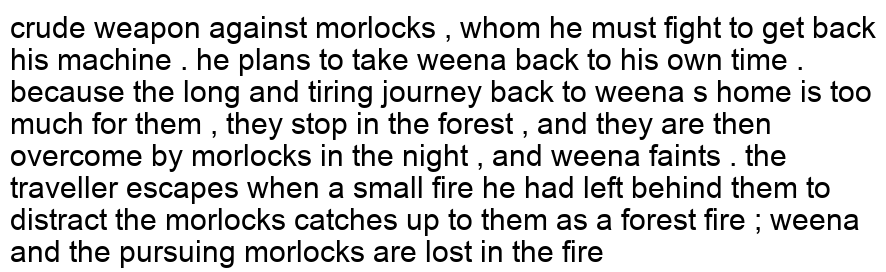 crude weapon against morlocks , whom he must fight to get back
his machine . he plans to take weena back to his own time .
because the long and tiring journey back to weena s home is too
much for them , they stop in the forest , and they are then
overcome by morlocks in the night , and weena faints . the
traveller escapes when a small fire he had left behind them to
distract the morlocks catches up to them as a forest fire ; weena
and the pursuing morlocks are lost in the fire